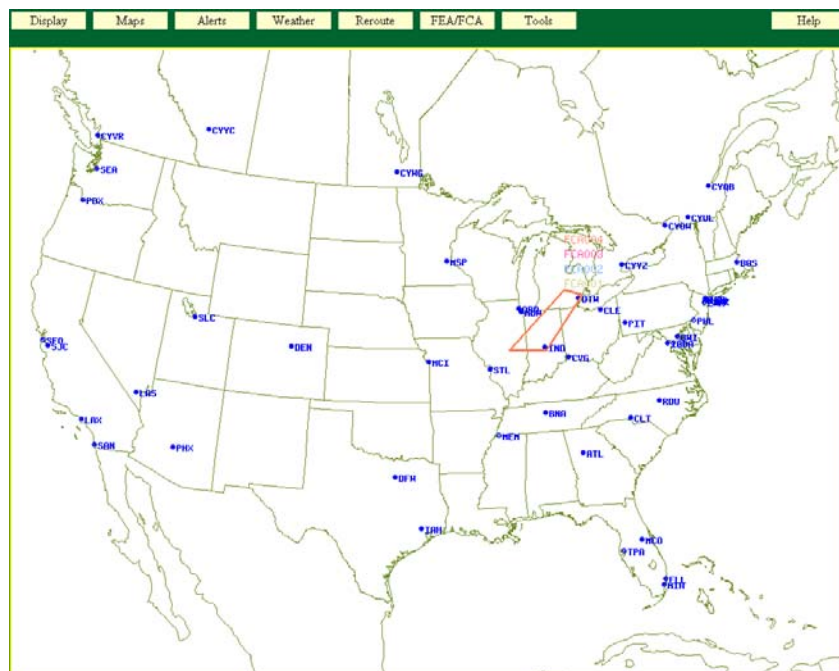 Display Maps Alerts Weather Reroute FEA/FCA Tools Help
CYYC
CYVR
SEA
CYWG
CYQB
PDX
CYUL
CYOW
FCA003
FCA002
MSP
CYYZ
BOS
DTW
CLE
SLC
PIT
PHL
SFO
SJC
DEN
IND
CVG
MCI
STL
LAS
RDU
BNA
LAX
CLT
MEM
SAN
PHX
ATL
DFW
IAH
MCO
TPA